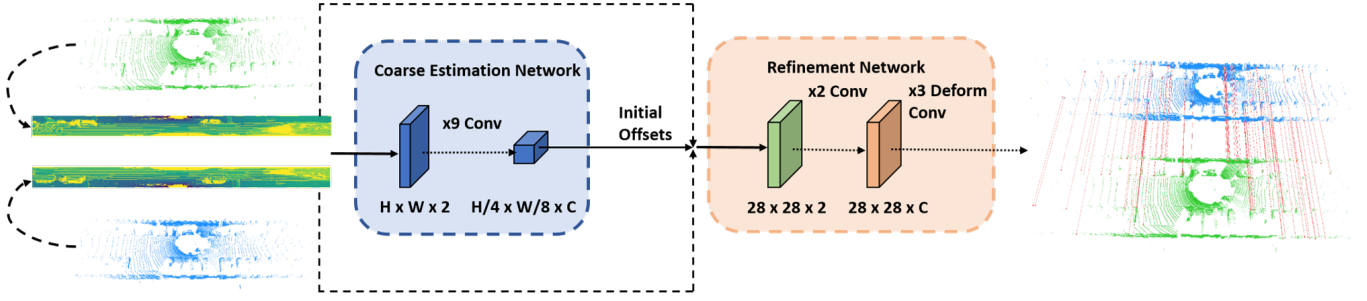 Coarse Estimation Network
x9 Conv
H x W x 2
H/4 x W/8 x C
Initial
Offsets
Refinement Network
x2 Conv
x3 Deform
Conv
28 x 28 x 2
28 x 28 x C